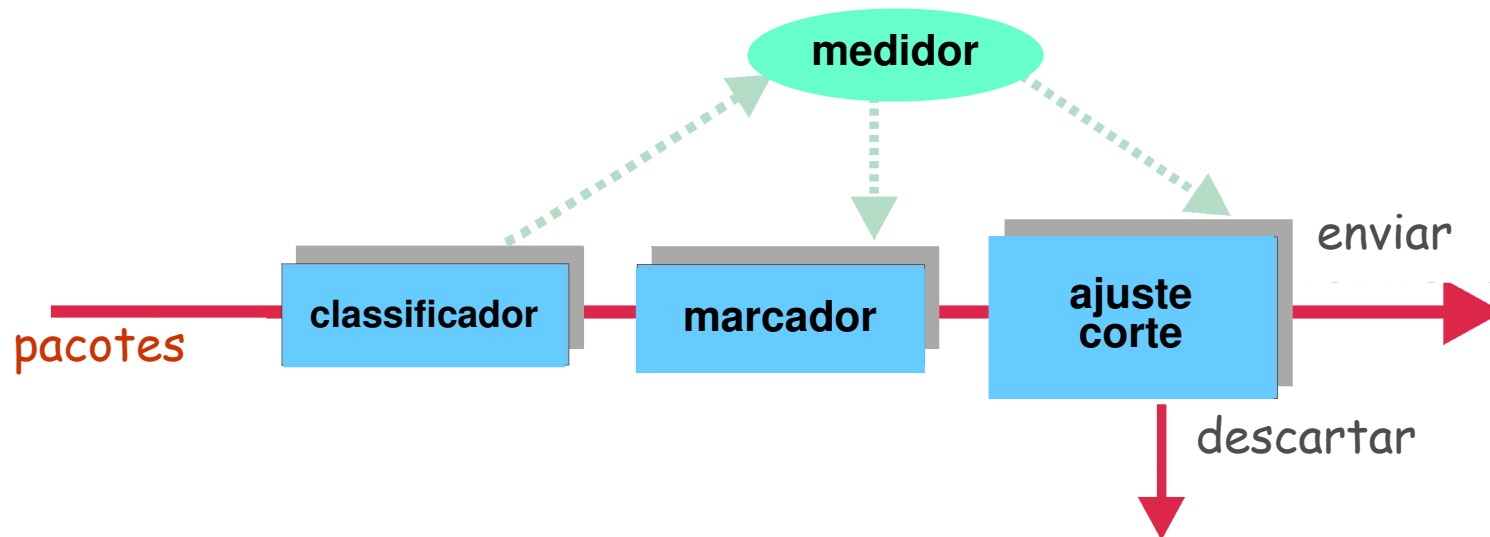 medidor
enviar
classificador
marcador
ajuste
corte
pacotes
descartar